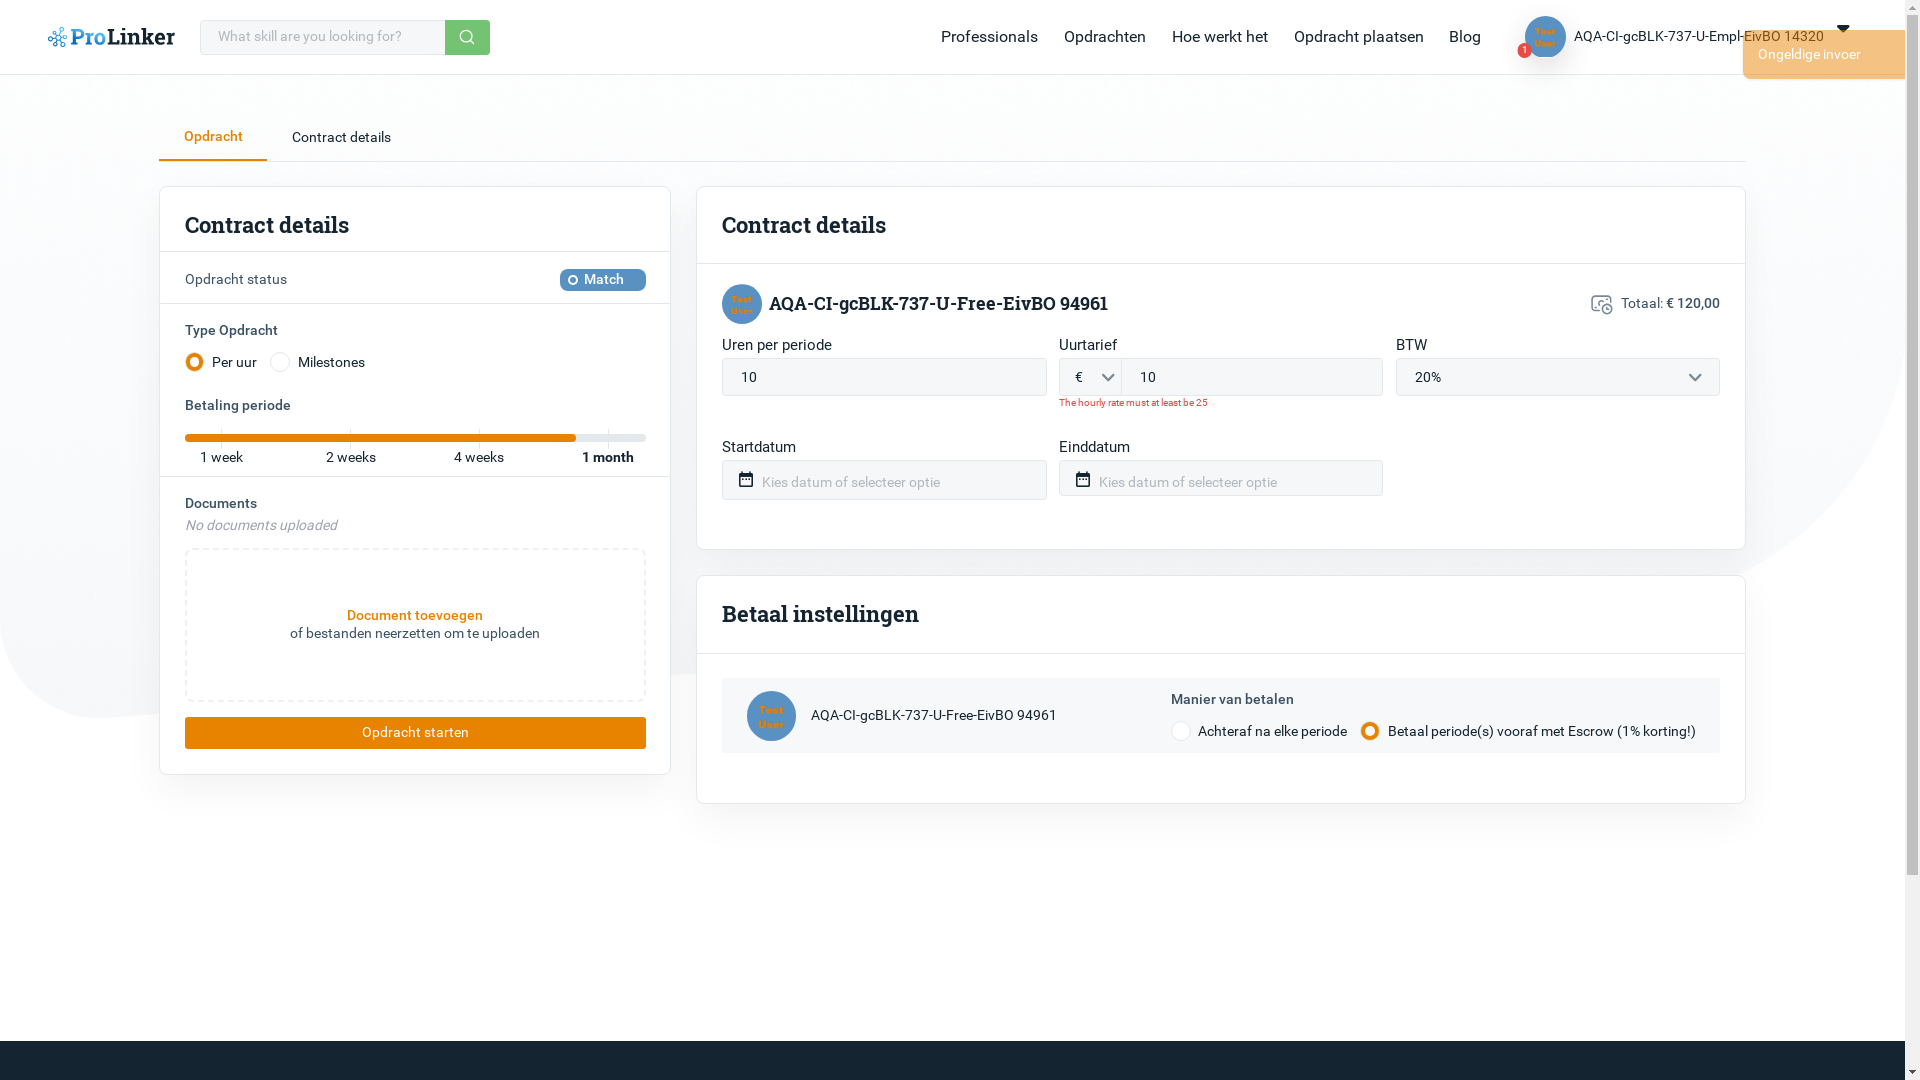 ProLinker
What skill are you looking for?
Professionals
Opdrachten
Hoe werkt het
Opdracht plaatsen
Blog
Test
User
1
AQA-CI-gcBLK-737-U-Empl-EivBO 14320
Ongeldige invoer
Opdracht
Contract details
Contract details
Opdracht status
Match
Type Opdracht
Per uur
Milestones
Betaling periode
1 week
2 weeks
4 weeks
1 month
Documents
No documents uploaded
Document toevoegen
of bestanden neerzetten om te uploaden
Opdracht starten
Contract details
Test
User
AQA-CI-gcBLK-737-U-Free-EivBO 94961
Totaal: € 120,00
Uren per periode
10
Uurtarief
€
10
The hourly rate must at least be 25
BTW
20%
Startdatum
Kies datum of selecteer optie
Einddatum
Kies datum of selecteer optie
Betaal instellingen
Test
User
AQA-CI-gcBLK-737-U-Free-EivBO 94961
Manier van betalen
Achteraf na elke periode
Betaal periode(s) vooraf met Escrow (1% korting!)